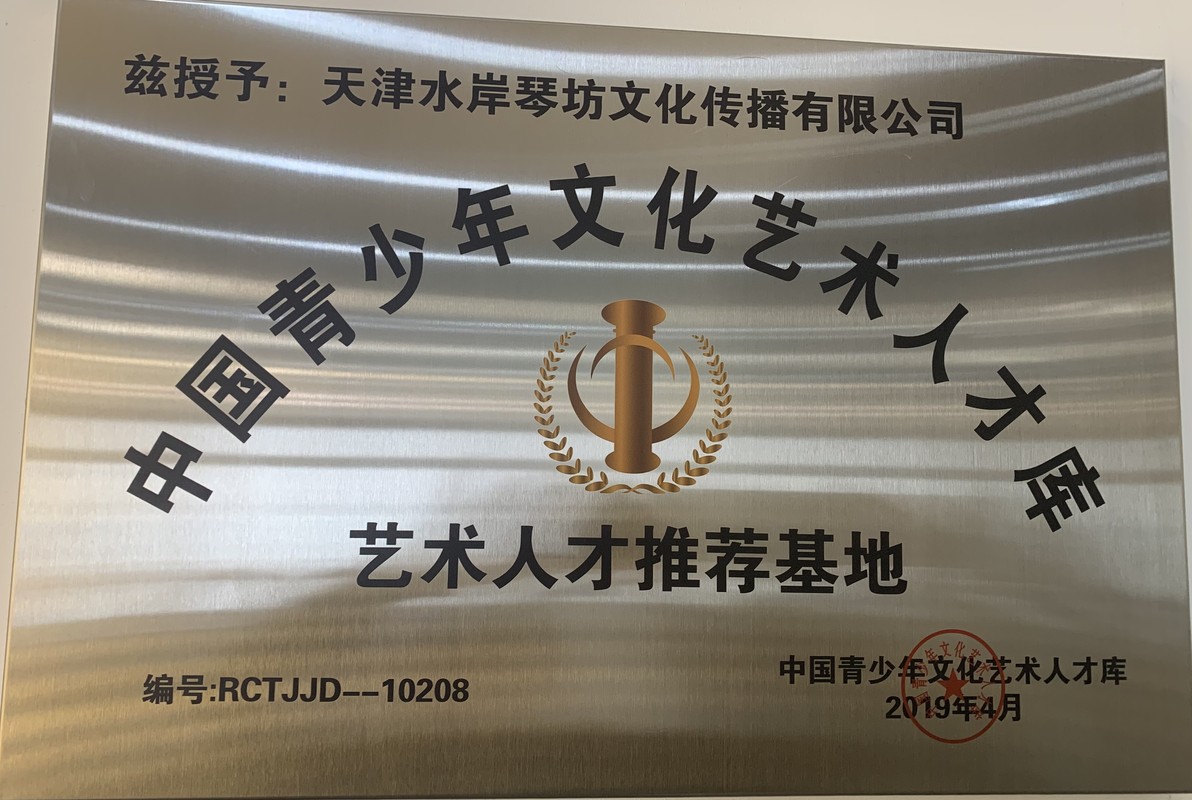 兹授予：天津水岸琴坊文化传播有限公司
中国青少年文化艺术人才库
艺术人才推荐基地
编号:RCTJJD--10208
中国青少年文化艺术人才库
2019年4月